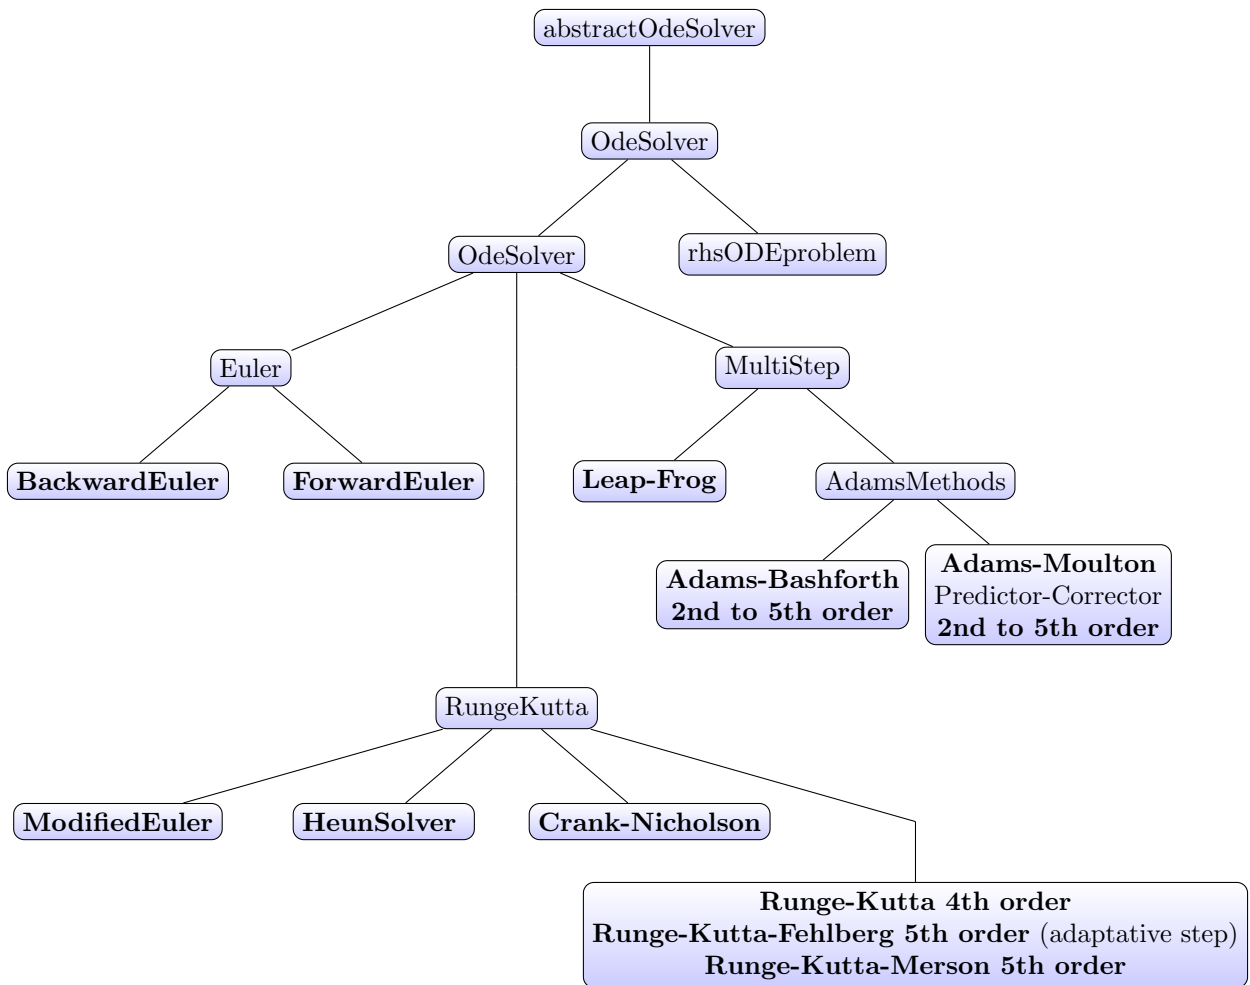 abstractOdeSolver
OdeSolver
OdeSolver
rhsODEproblem
Euler
MultiStep
BackwardEuler
ForwardEuler
Leap-Frog
AdamsMethods
Adams-Bashforth
2nd to 5th order
Adams-Moulton
Predictor-Corrector
2nd to 5th order
RungeKutta
ModifiedEuler
HeunSolver
Crank-Nicholson
Runge-Kutta 4th order
Runge-Kutta-Fehlberg 5th order (adaptative step)
Runge-Kutta-Merson 5th order